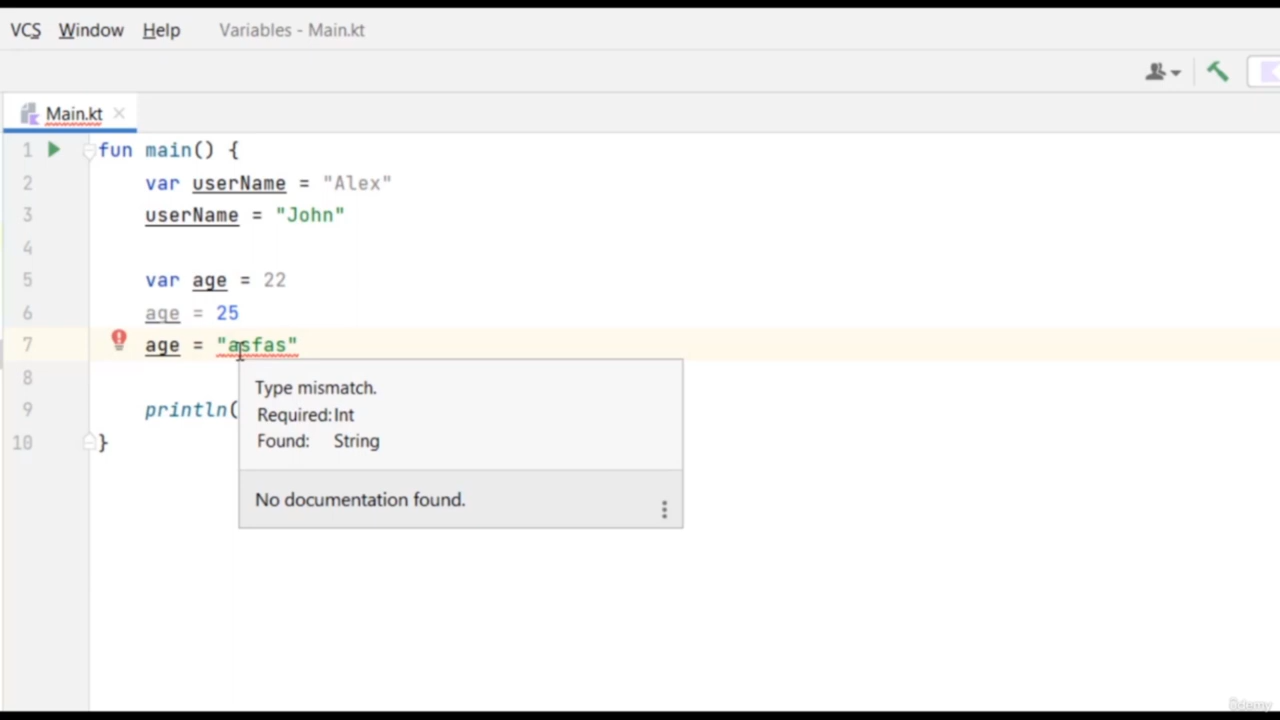 VCS Window Help Variables - Main.kt
Main.kt
1 fun main() {
2 var userName = "Alex"
3 userName = "John"
4
5 var age = 22
6 age = 25
7 age = "asfas"
8
9 println(
10 }
Type mismatch.
Required: Int
Found: String
No documentation found.
Udemy